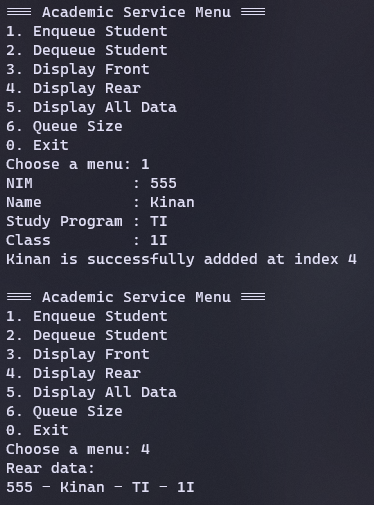 === Academic Service Menu ===
1. Enqueue Student
2. Dequeue Student
3. Display Front
4. Display Rear
5. Display All Data
6. Queue Size
0. Exit
Choose a menu: 1
NIM           : 555
Name          : Kinan
Study Program : TI
Class         : 1I
Kinan is successfully addded at index 4

=== Academic Service Menu ===
1. Enqueue Student
2. Dequeue Student
3. Display Front
4. Display Rear
5. Display All Data
6. Queue Size
0. Exit
Choose a menu: 4
Rear data:
555 - Kinan - TI - 1I